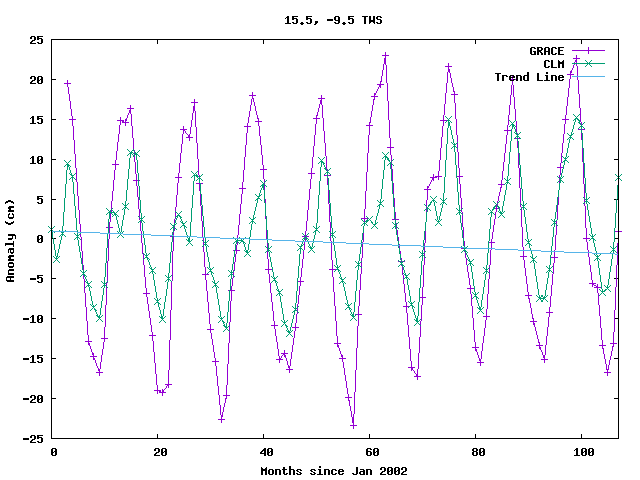 15.5, -9.5 TWS
GRACE
CLM
Trend Line
Anomaly (cm)
25
20
15
10
5
0
-5
-10
-15
-20
-25
0 20 40 60 80 100
Months since Jan 2002